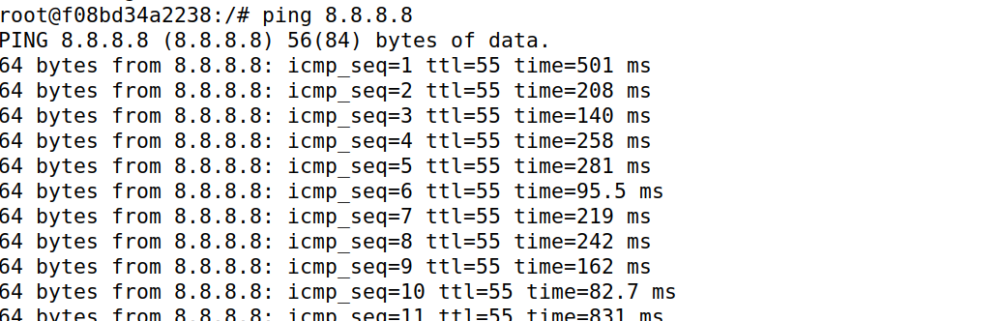 root@f08bd34a2238:/# ping 8.8.8.8
PING 8.8.8.8 (8.8.8.8) 56(84) bytes of data.
64 bytes from 8.8.8.8: icmp_seq=1 ttl=55 time=501 ms
64 bytes from 8.8.8.8: icmp_seq=2 ttl=55 time=208 ms
64 bytes from 8.8.8.8: icmp_seq=3 ttl=55 time=140 ms
64 bytes from 8.8.8.8: icmp_seq=4 ttl=55 time=258 ms
64 bytes from 8.8.8.8: icmp_seq=5 ttl=55 time=281 ms
64 bytes from 8.8.8.8: icmp_seq=6 ttl=55 time=95.5 ms
64 bytes from 8.8.8.8: icmp_seq=7 ttl=55 time=219 ms
64 bytes from 8.8.8.8: icmp_seq=8 ttl=55 time=242 ms
64 bytes from 8.8.8.8: icmp_seq=9 ttl=55 time=162 ms
64 bytes from 8.8.8.8: icmp_seq=10 ttl=55 time=82.7 ms
64 bytes from 8.8.8.8: icmp_seq=11 ttl=55 time=831 ms